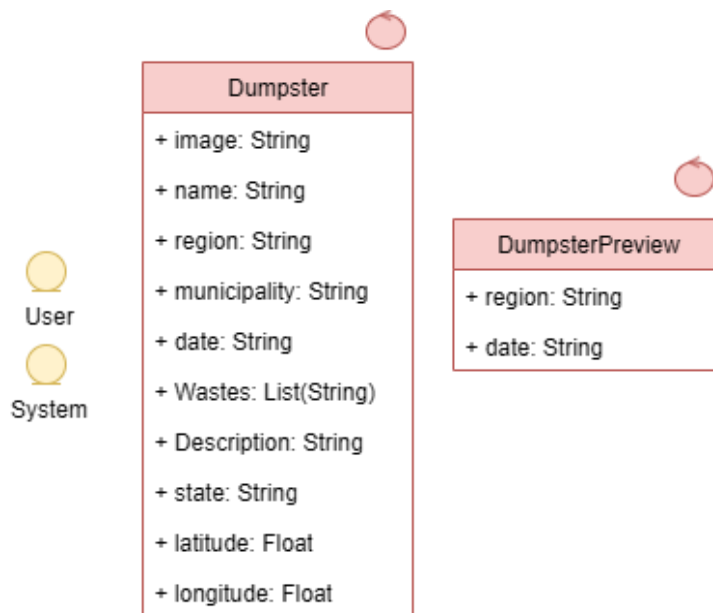 Dumpster
+ image: String
+ name: String
+ region: String
+ municipality: String
+ date: String
+ Wastes: List(String)
+ Description: String
+ state: String
+ latitude: Float
+ longitude: Float
DumpsterPreview
+ region: String
+ date: String
User
System